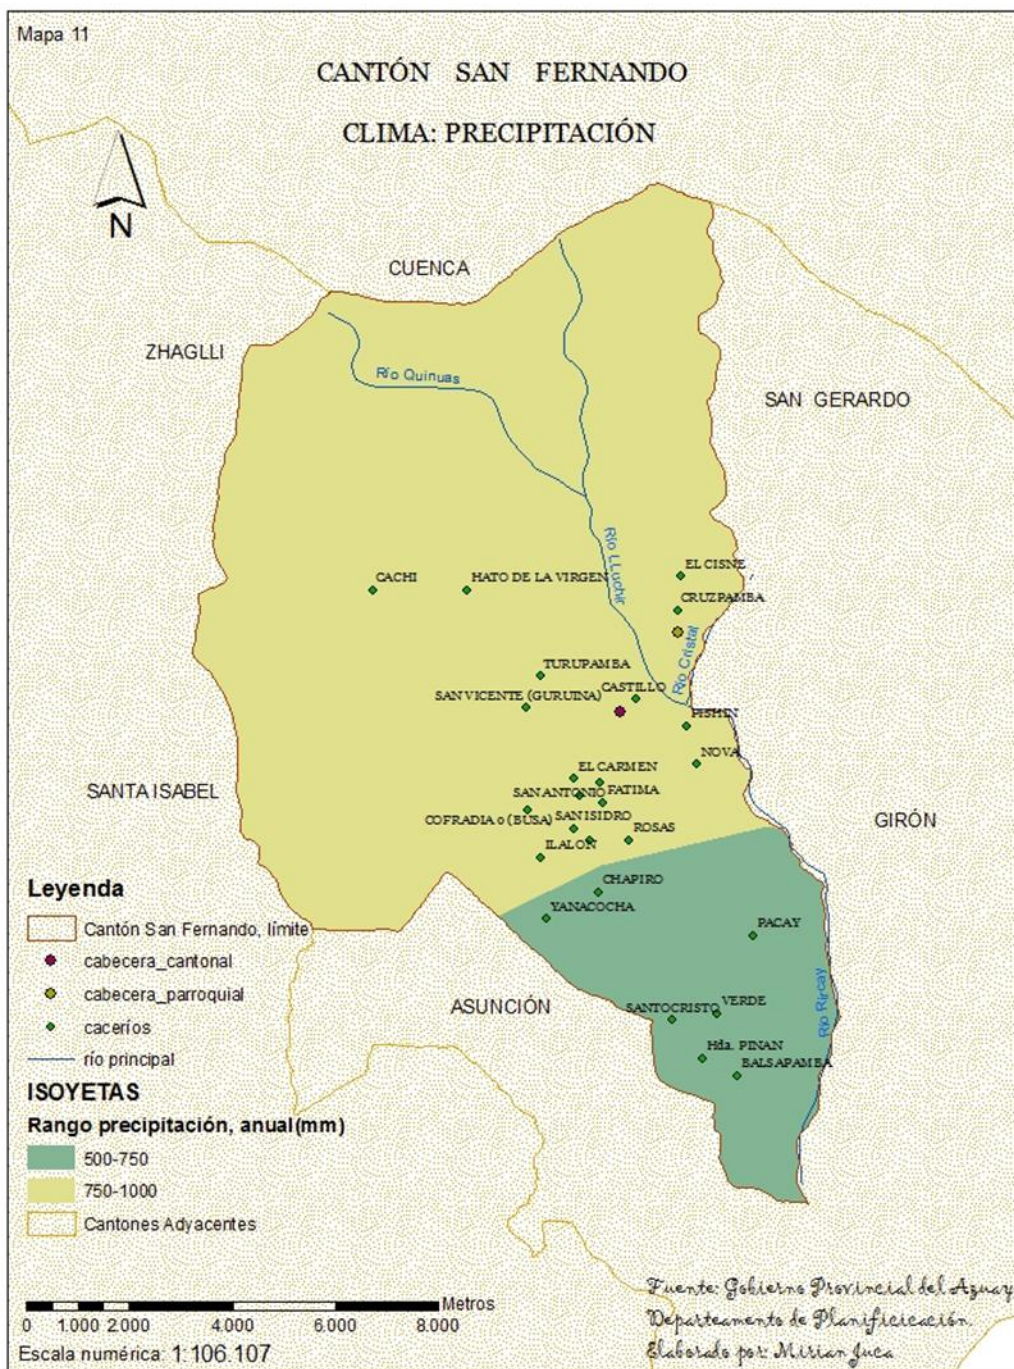 Mapa 11
CANTÓN SAN FERNANDO
CLIMA: PRECIPITACIÓN
N
CUENCA
ZHAGLLI
Río Quinuas
SAN GERARDO
Río LLuchir
EL CISNE
CACHI
HATO DE LA VIRGEN
CRUZPAMBA
Río Cristal
TURUPAMBA
CASTILLO
SAN VICENTE (GURUINA)
PISHIN
NOVA
EL CARMEN
SANTA ISABEL
SAN ANTONIO
FATIMA
COFRADIA o (BUSA)
SAN ISIDRO
GIRÓN
ROSAS
ILALON
CHAPIRO
YANACOCHA
PACAY
Río Rircay
ASUNCIÓN
VERDE
SANTOCRISTO
Hda. PINAN
BALSAPAMBA
Leyenda
Cantón San Fernando, límite
cabecera_cantonal
cabecera_parroquial
caceríos
río principal
ISOYETAS
Rango precipitación, anual(mm)
500-750
750-1000
Cantones Adyacentes
Metros
0 1.000 2.000 4.000 6.000 8.000
Escala numérica: 1:106.107
Fuente: Gobierno Provincial del Azuay
Departeamento de Planificicación.
Elaborado por: Mirian Juca